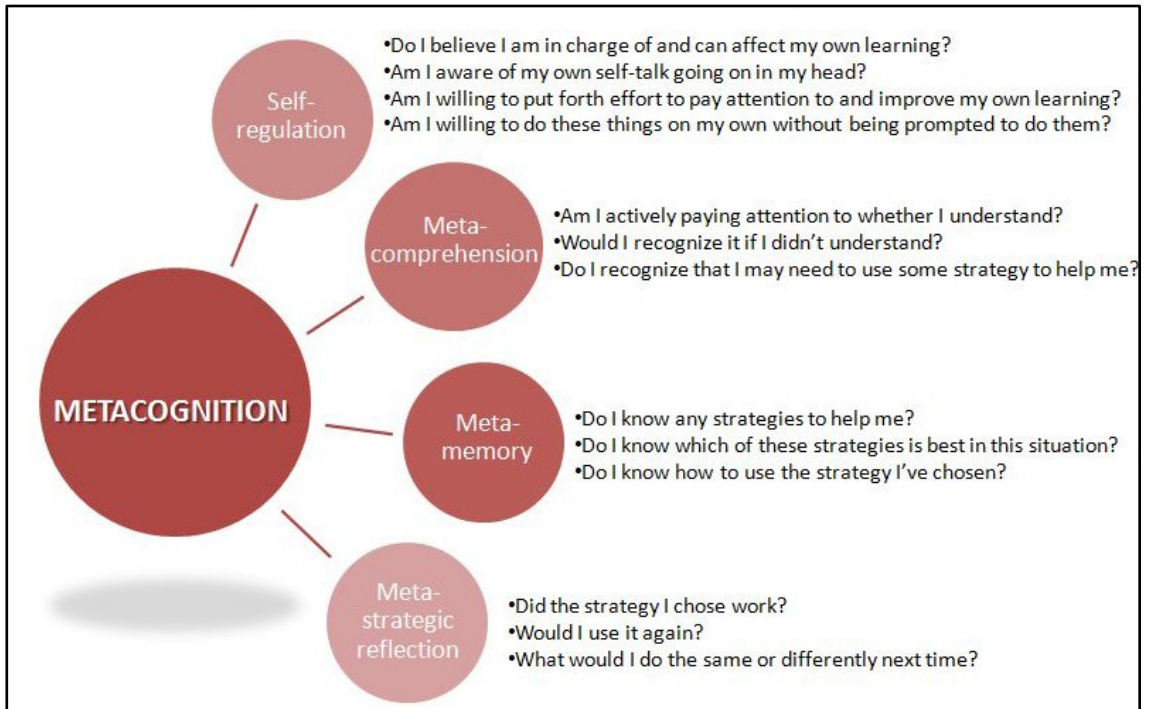 Self-
regulation
•Do I believe I am in charge of and can affect my own learning?
•Am I aware of my own self-talk going on in my head?
•Am I willing to put forth effort to pay attention to and improve my own learning?
•Am I willing to do these things on my own without being prompted to do them?
Meta-
comprehension
•Am I actively paying attention to whether I understand?
•Would I recognize it if I didn't understand?
•Do I recognize that I may need to use some strategy to help me?
METACOGNITION
Meta-
memory
•Do I know any strategies to help me?
•Do I know which of these strategies is best in this situation?
•Do I know how to use the strategy I've chosen?
Meta-
strategic
reflection
•Did the strategy I chose work?
•Would I use it again?
•What would I do the same or differently next time?